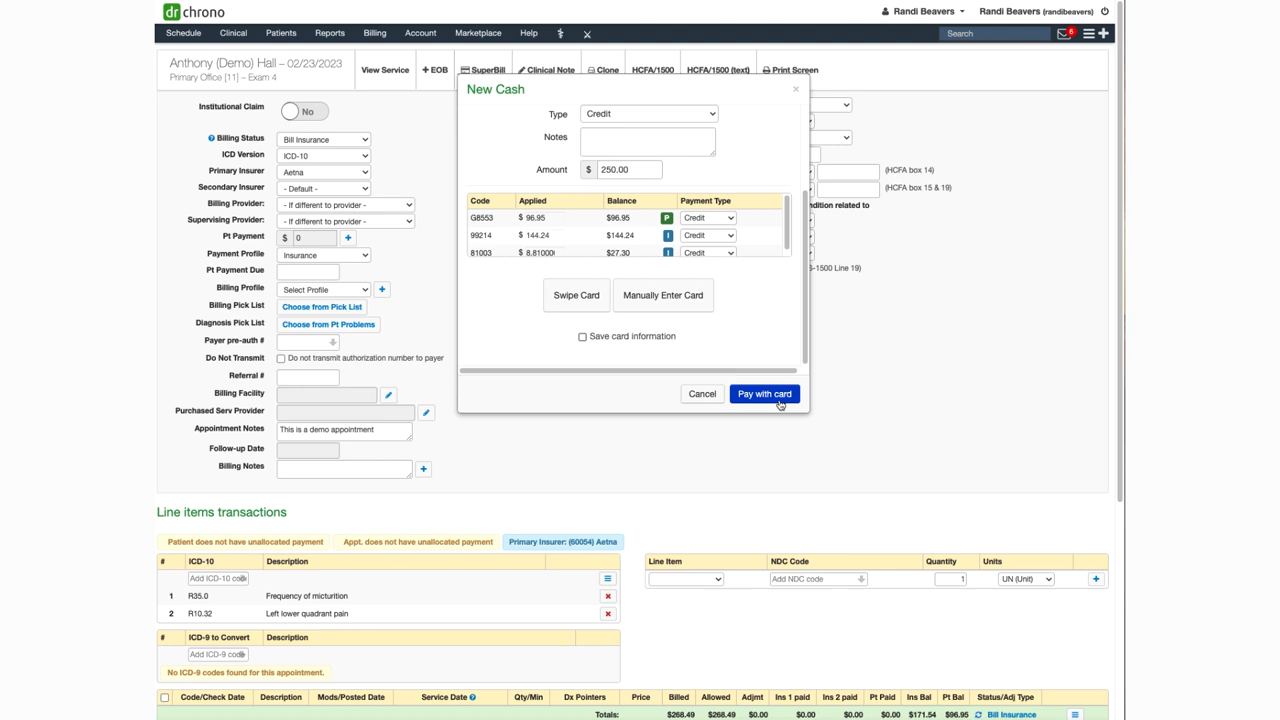 dr chrono
Randi Beavers
Randi Beavers (randibeavers)
Schedule Clinical Patients Reports Billing Account Marketplace Help
Search
6
Anthony (Demo) Hall – 02/23/2023
Primary Office [11] – Exam 4
View Service
+ EOB
SuperBill
Clinical Note
Clone
HCFA/1500
HCFA/1500 (text)
Print Screen
Institutional Claim No
Billing Status Bill Insurance
ICD Version ICD-10
Primary Insurer Aetna
Secondary Insurer - Default -
Billing Provider: - If different to provider -
Supervising Provider: - If different to provider -
Pt Payment $ 0 +
Payment Profile Insurance
Pt Payment Due
Billing Profile Select Profile +
Billing Pick List Choose from Pick List
Diagnosis Pick List Choose from Pt Problems
Payer pre-auth #
Do Not Transmit Do not transmit authorization number to payer
Referral #
Billing Facility
Purchased Serv Provider
Appointment Notes This is a demo appointment
Follow-up Date
Billing Notes +
New Cash ×
Type Credit
Notes
Amount $ 250.00
Code Applied Balance Payment Type
G8553 $ 96.95 $96.95 P Credit
99214 $ 144.24 $144.24 I Credit
81003 $ 8.81000 $27.30 I Credit
Swipe Card
Manually Enter Card
Save card information
Cancel
Pay with card
(HCFA box 14)
(HCFA box 15 & 19)
ndition related to
-1500 Line 19)
Line items transactions
Patient does not have unallocated payment
Appt. does not have unallocated payment
Primary Insurer: (60054) Aetna
# ICD-10 Description
Add ICD-10 code
1 R35.0 Frequency of micturition
2 R10.32 Left lower quadrant pain
# ICD-9 to Convert Description
Add ICD-9 code
No ICD-9 codes found for this appointment.
Line Item NDC Code Quantity Units
Add NDC code 1 UN (Unit) +
Code/Check Date Description Mods/Posted Date Service Date Qty/Min Dx Pointers Price Billed Allowed Adjmt Ins 1 paid Ins 2 paid Pt Paid Ins Bal Pt Bal Status/Adj Type
Totals: $268.49 $268.49 $0.00 $0.00 $0.00 $0.00 $171.54 $96.95 Bill Insurance